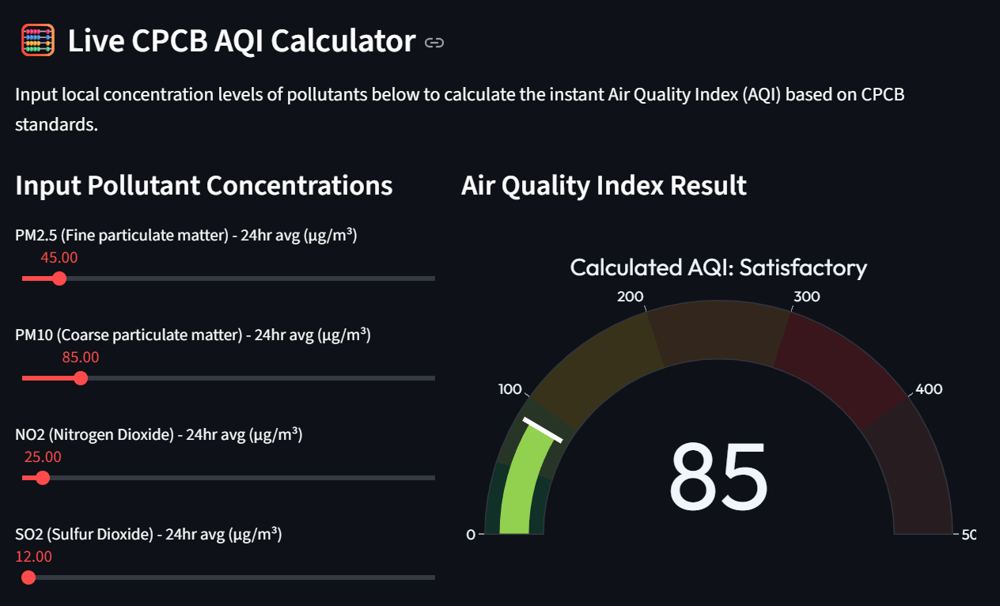 Live CPCB AQI Calculator
Input local concentration levels of pollutants below to calculate the instant Air Quality Index (AQI) based on CPCB
standards.
Input Pollutant Concentrations
PM2.5 (Fine particulate matter) - 24hr avg (µg/m³)
45.00
PM10 (Coarse particulate matter) - 24hr avg (µg/m³)
85.00
NO2 (Nitrogen Dioxide) - 24hr avg (µg/m³)
25.00
SO2 (Sulfur Dioxide) - 24hr avg (µg/m³)
12.00
Air Quality Index Result
Calculated AQI: Satisfactory
200
300
100
400
85
0